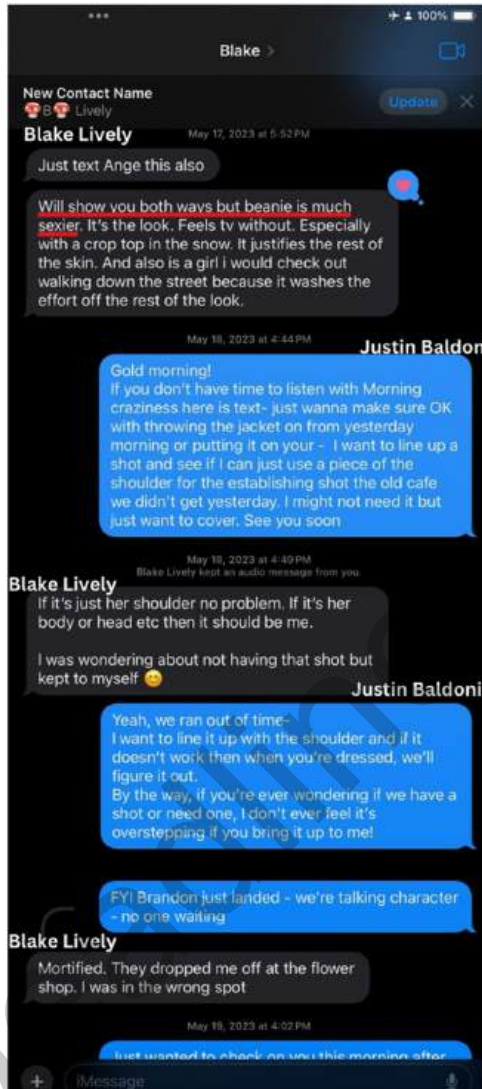 100%
Blake >
New Contact Name
B Lively
Update
Blake Lively
May 17, 2023 at 5:52 PM
Just text Ange this also
Will show you both ways but beanie is much
sexier. It's the look. Feels tv without. Especially
with a crop top in the snow. It justifies the rest of
the skin. And also is a girl i would check out
walking down the street because it washes the
effort off the rest of the look.
May 18, 2023 at 4:44 PM
Justin Baldon
Gold morning!
If you don't have time to listen with Morning
craziness here is text- just wanna make sure OK
with throwing the jacket on from yesterday
morning or putting it on your - I want to line up a
shot and see if I can just use a piece of the
shoulder for the establishing shot the old cafe
we didn't get yesterday. I might not need it but
just want to cover. See you soon
May 18, 2023 at 4:49 PM
Blake Lively kept an audio message from you.
Blake Lively
If it's just her shoulder no problem. If it's her
body or head etc then it should be me.
I was wondering about not having that shot but
kept to myself 😊
Justin Baldoni
Yeah, we ran out of time-
I want to line it up with the shoulder and if it
doesn't work then when you're dressed, we'll
figure it out.
By the way, if you're ever wondering if we have a
shot or need one, I don't ever feel it's
overstepping if you bring it up to me!
FYI Brandon just landed - we're talking character
- no one waiting
Blake Lively
Mortified. They dropped me off at the flower
shop. I was in the wrong spot
May 19, 2023 at 4:02 PM
Just wanted to check on you this morning after
iMessage